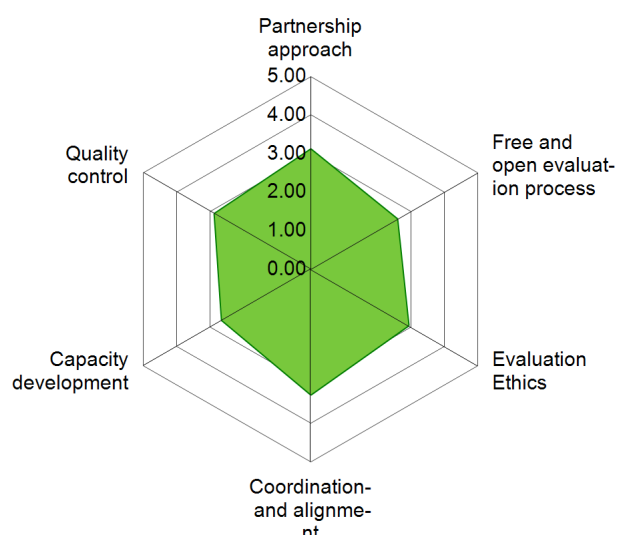 Partnership
approach
5.00
4.00
3.00
2.00
1.00
0.00
Free and
open evaluat-
ion process
Evaluation
Ethics
Coordination-
and alignme-
nt
Capacity
development
Quality
control